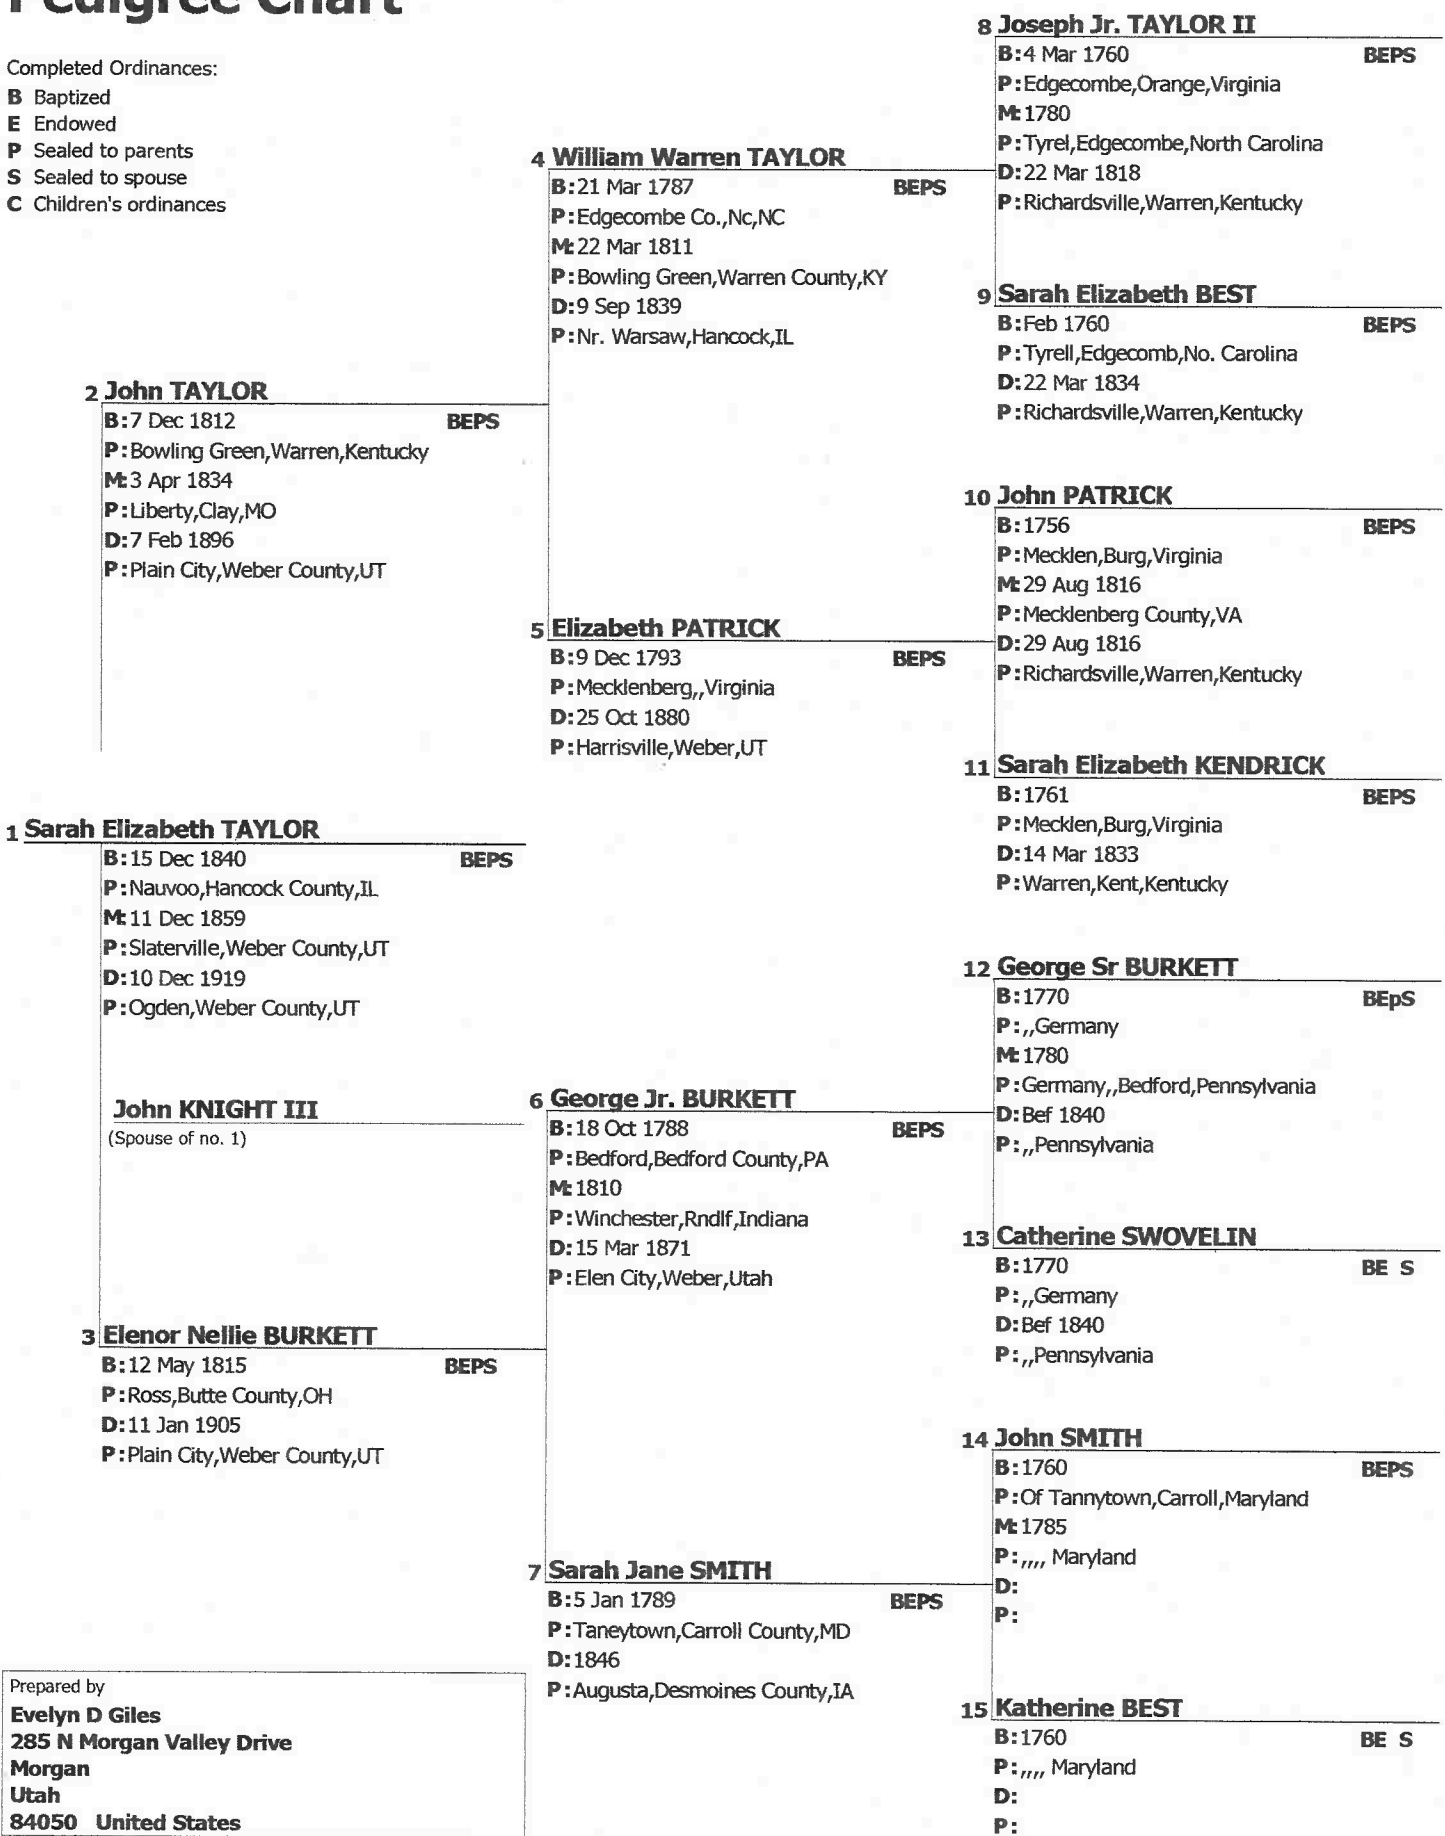 Pedigree Chart
Completed Ordinances:
B Baptized
E Endowed
P Sealed to parents
S Sealed to spouse
C Children's ordinances
8 Joseph Jr. TAYLOR II
B:4 Mar 1760 BEPS
P:Edgecombe,Orange,Virginia
M:1780
P:Tyrel,Edgecombe,North Carolina
D:22 Mar 1818
P:Richardsville,Warren,Kentucky
4 William Warren TAYLOR
B:21 Mar 1787 BEPS
P:Edgecombe Co.,Nc,NC
M:22 Mar 1811
P:Bowling Green,Warren County,KY
D:9 Sep 1839
P:Nr. Warsaw,Hancock,IL
9 Sarah Elizabeth BEST
B:Feb 1760 BEPS
P:Tyrell,Edgecomb,No. Carolina
D:22 Mar 1834
P:Richardsville,Warren,Kentucky
2 John TAYLOR
B:7 Dec 1812 BEPS
P:Bowling Green,Warren,Kentucky
M:3 Apr 1834
P:Liberty,Clay,MO
D:7 Feb 1896
P:Plain City,Weber County,UT
10 John PATRICK
B:1756 BEPS
P:Mecklen,Burg,Virginia
M:29 Aug 1816
P:Mecklenberg County,VA
D:29 Aug 1816
P:Richardsville,Warren,Kentucky
5 Elizabeth PATRICK
B:9 Dec 1793 BEPS
P:Mecklenberg,,Virginia
D:25 Oct 1880
P:Harrisville,Weber,UT
11 Sarah Elizabeth KENDRICK
B:1761 BEPS
P:Mecklen,Burg,Virginia
D:14 Mar 1833
P:Warren,Kent,Kentucky
1 Sarah Elizabeth TAYLOR
B:15 Dec 1840 BEPS
P:Nauvoo,Hancock County,IL
M:11 Dec 1859
P:Slaterville,Weber County,UT
D:10 Dec 1919
P:Ogden,Weber County,UT
John KNIGHT III
(Spouse of no. 1)
12 George Sr BURKETT
B:1770 BEpS
P:,,Germany
M:1780
P:Germany,,Bedford,Pennsylvania
D:Bef 1840
P:,,Pennsylvania
6 George Jr. BURKETT
B:18 Oct 1788 BEPS
P:Bedford,Bedford County,PA
M:1810
P:Winchester,Rndlf,Indiana
D:15 Mar 1871
P:Elen City,Weber,Utah
13 Catherine SWOVELIN
B:1770 BE S
P:,,Germany
D:Bef 1840
P:,,Pennsylvania
3 Elenor Nellie BURKETT
B:12 May 1815 BEPS
P:Ross,Butte County,OH
D:11 Jan 1905
P:Plain City,Weber County,UT
14 John SMITH
B:1760 BEPS
P:Of Tannytown,Carroll,Maryland
M:1785
P:,,,, Maryland
D:
P:
7 Sarah Jane SMITH
B:5 Jan 1789 BEPS
P:Taneytown,Carroll County,MD
D:1846
P:Augusta,Desmoines County,IA
15 Katherine BEST
B:1760 BE S
P:,,,, Maryland
D:
P:
Prepared by
Evelyn D Giles
285 N Morgan Valley Drive
Morgan
Utah
84050 United States